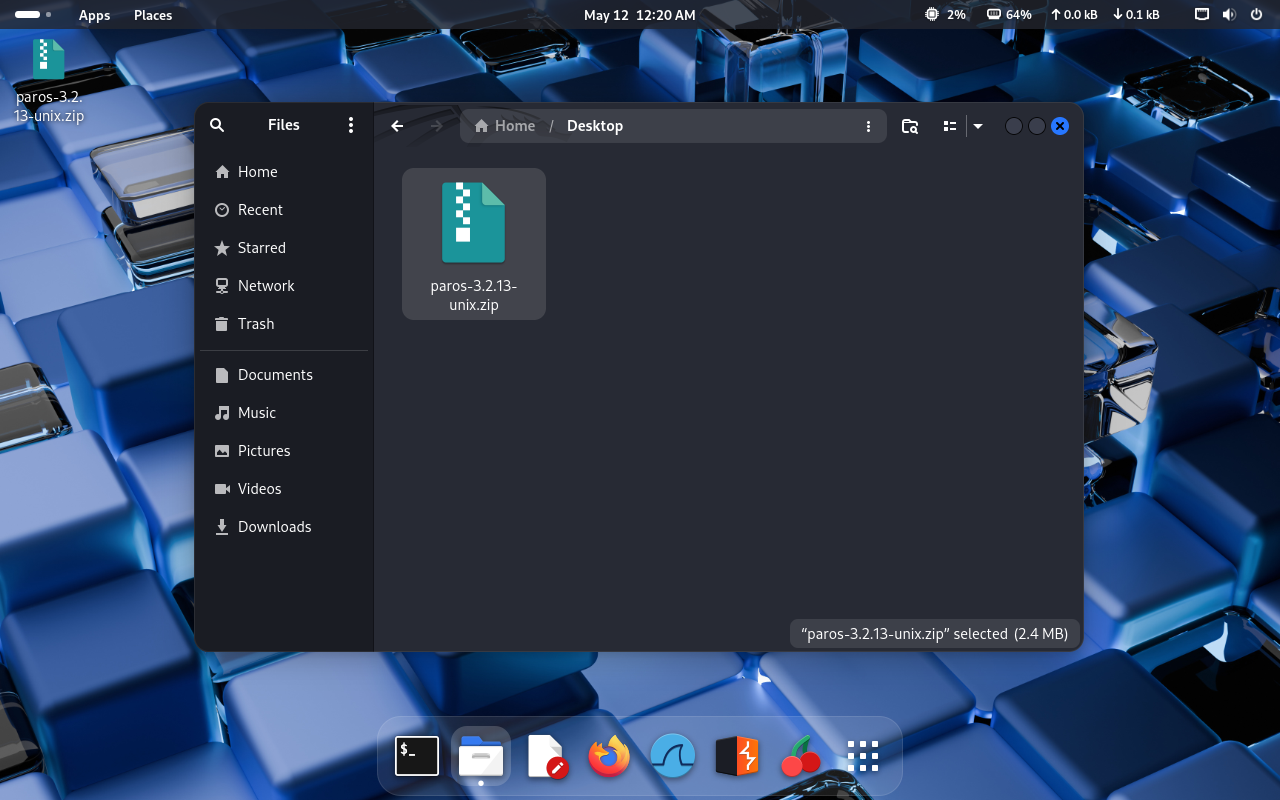 Apps Places May 12 12:20 AM 2% 64% 0.0 kB 0.1 kB
paros-3.2.
13-unix.zip
Files
Home / Desktop
Home
Recent
Starred
Network
Trash
Documents
Music
Pictures
Videos
Downloads
paros-3.2.13-
unix.zip
“paros-3.2.13-unix.zip” selected (2.4 MB)
$_